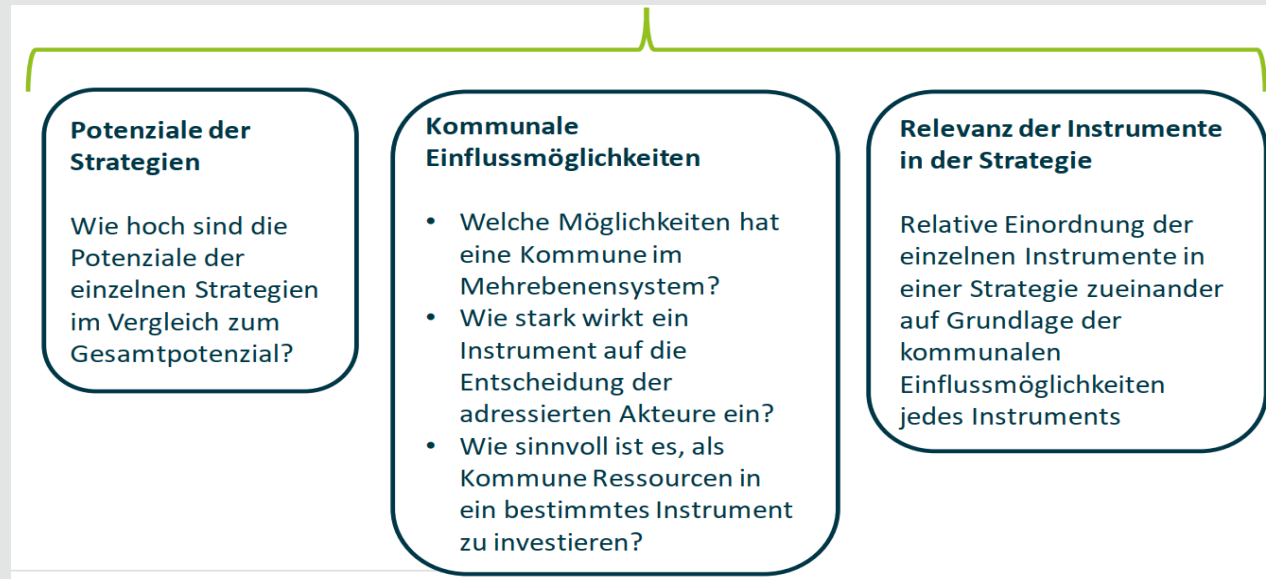 Potenziale der
Strategien
Wie hoch sind die
Potenziale der
einzelnen Strategien
im Vergleich zum
Gesamtpotenzial?
Kommunale
Einflussmöglichkeiten
• Welche Möglichkeiten hat
eine Kommune im
Mehrebenensystem?
• Wie stark wirkt ein
Instrument auf die
Entscheidung der
adressierten Akteure ein?
• Wie sinnvoll ist es, als
Kommune Ressourcen in
ein bestimmtes Instrument
zu investieren?
Relevanz der Instrumente
in der Strategie
Relative Einordnung der
einzelnen Instrumente in
einer Strategie zueinander
auf Grundlage der
kommunalen
Einflussmöglichkeiten
jedes Instruments